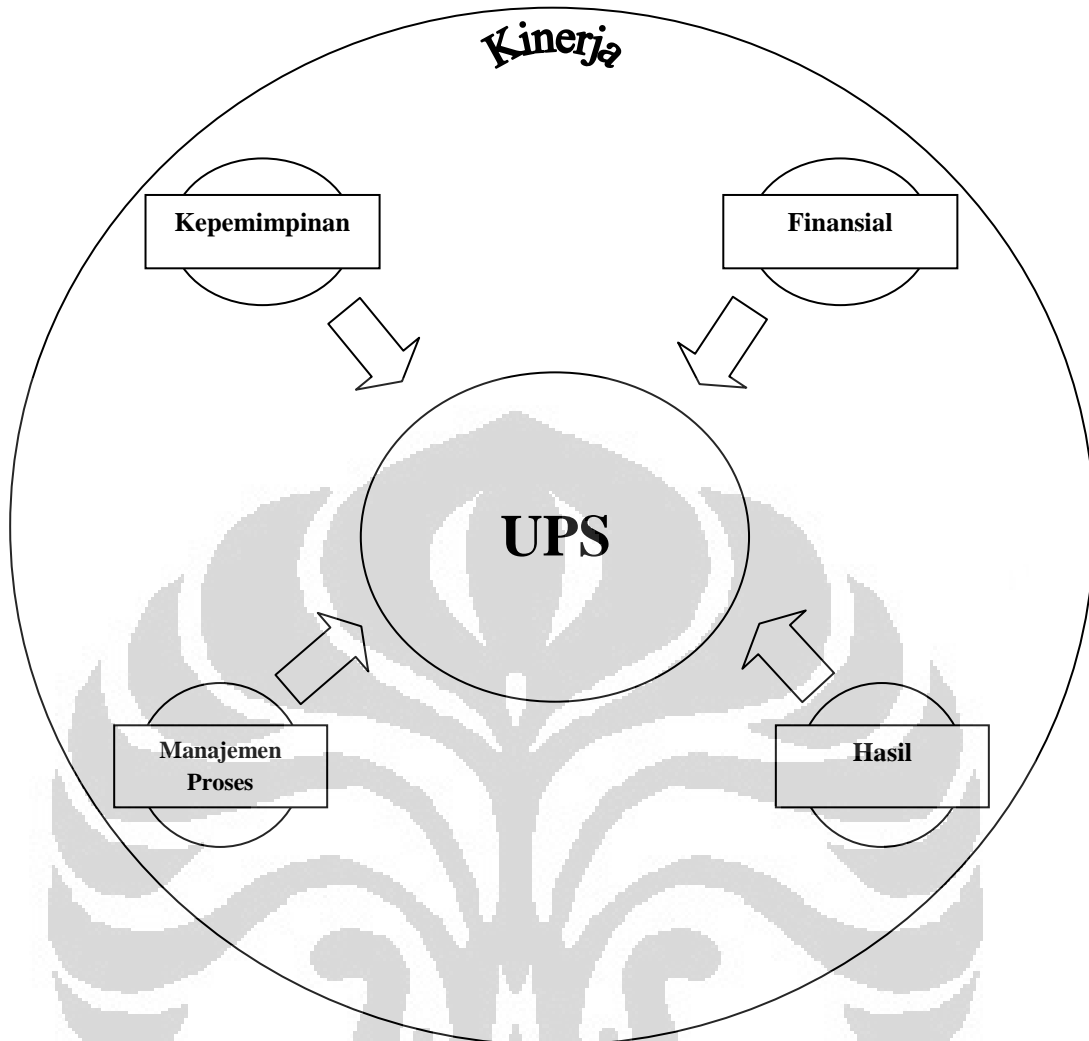 Kinerja
Kepemimpinan
Finansial
UPS
Manajemen
Proses
Hasil